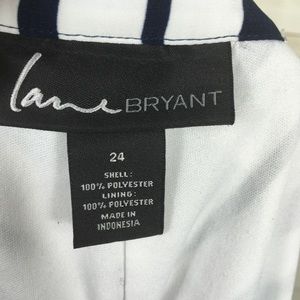 Lane BRYANT
24
SHELL:
100% POLYESTER
LINING:
100% POLYESTER
MADE IN
INDONESIA